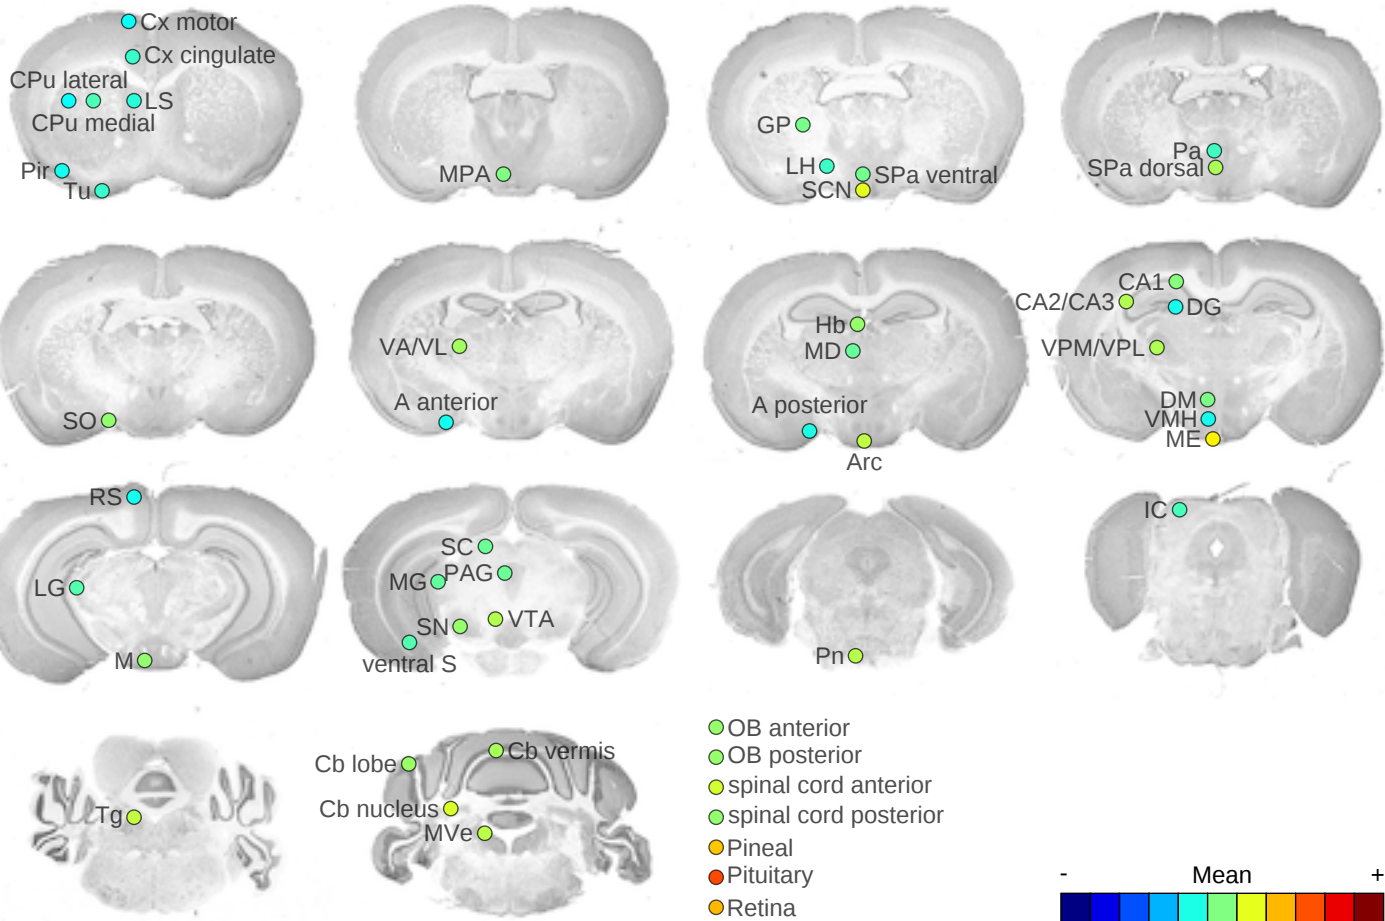 Cx motor
Cx cingulate
CPu lateral
LS
CPu medial
Pir
Tu
MPA
GP
LH
SPa ventral
SCN
Pa
SPa dorsal
SO
VA/VL
A anterior
Hb
MD
A posterior
Arc
CA1
CA2/CA3
DG
VPM/VPL
DM
VMH
ME
RS
LG
M
SC
MG
PAG
SN
VTA
ventral S
Pn
IC
Tg
Cb lobe
Cb vermis
Cb nucleus
MVe
OB anterior
OB posterior
spinal cord anterior
spinal cord posterior
Pineal
Pituitary
Retina
- Mean +